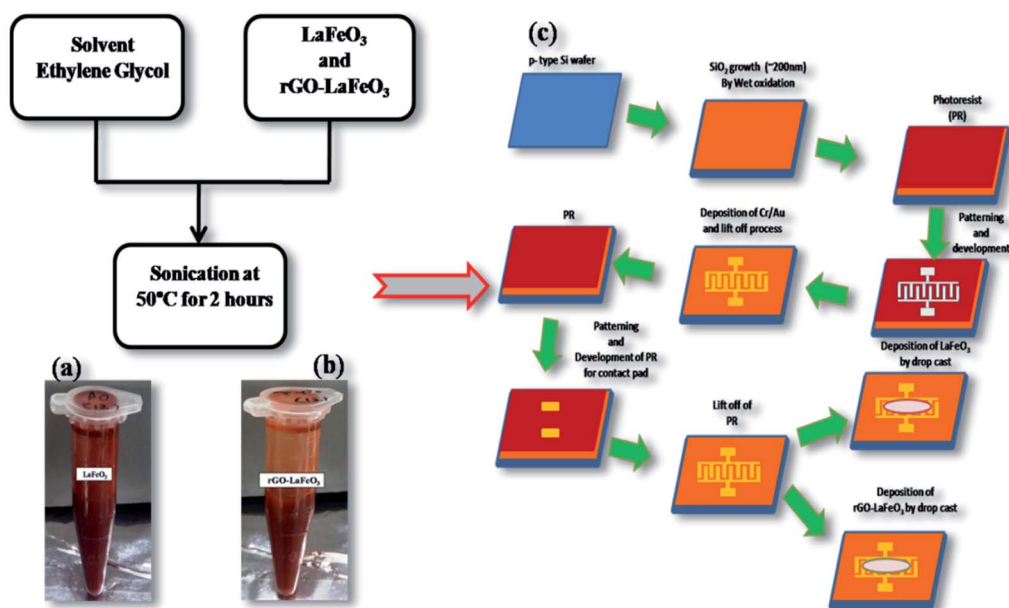 Solvent
Ethylene Glycol
LaFeO₃
and
rGO-LaFeO₃
Sonication at
50°C for 2 hours
(a)
(b)
LaFeO₃
rGO-LaFeO₃
(c)
p- type Si wafer
SiO₂ growth (~200nm)
By Wet oxidation
Photoresist
(PR)
Patterning
and
development
Deposition of Cr/Au
and lift off process
PR
Patterning
and
Development of PR
for contact pad
Lift off of
PR
Deposition of LaFeO₃
by drop cast
Deposition of
rGO-LaFeO₃ by drop cast